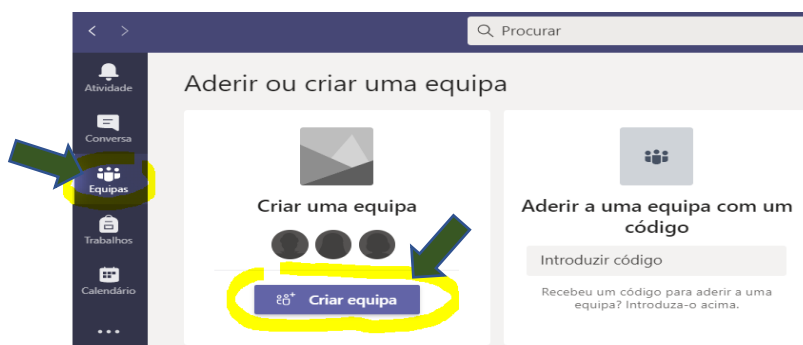 Procurar
Atividade
Conversa
Equipas
Trabalhos
Calendário
Aderir ou criar uma equipa
Criar uma equipa
Criar equipa
Aderir a uma equipa com um
código
Introduzir código
Recebeu um código para aderir a uma
equipa? Introduza-o acima.